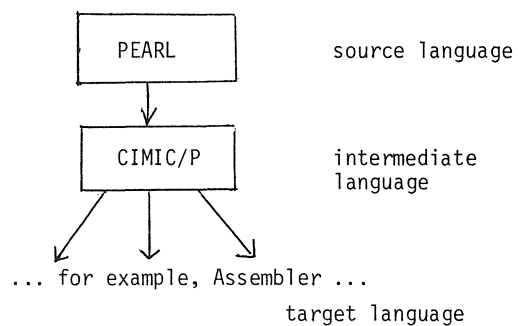 PEARL source language
CIMIC/P intermediate
language
... for example, Assembler ...
target language